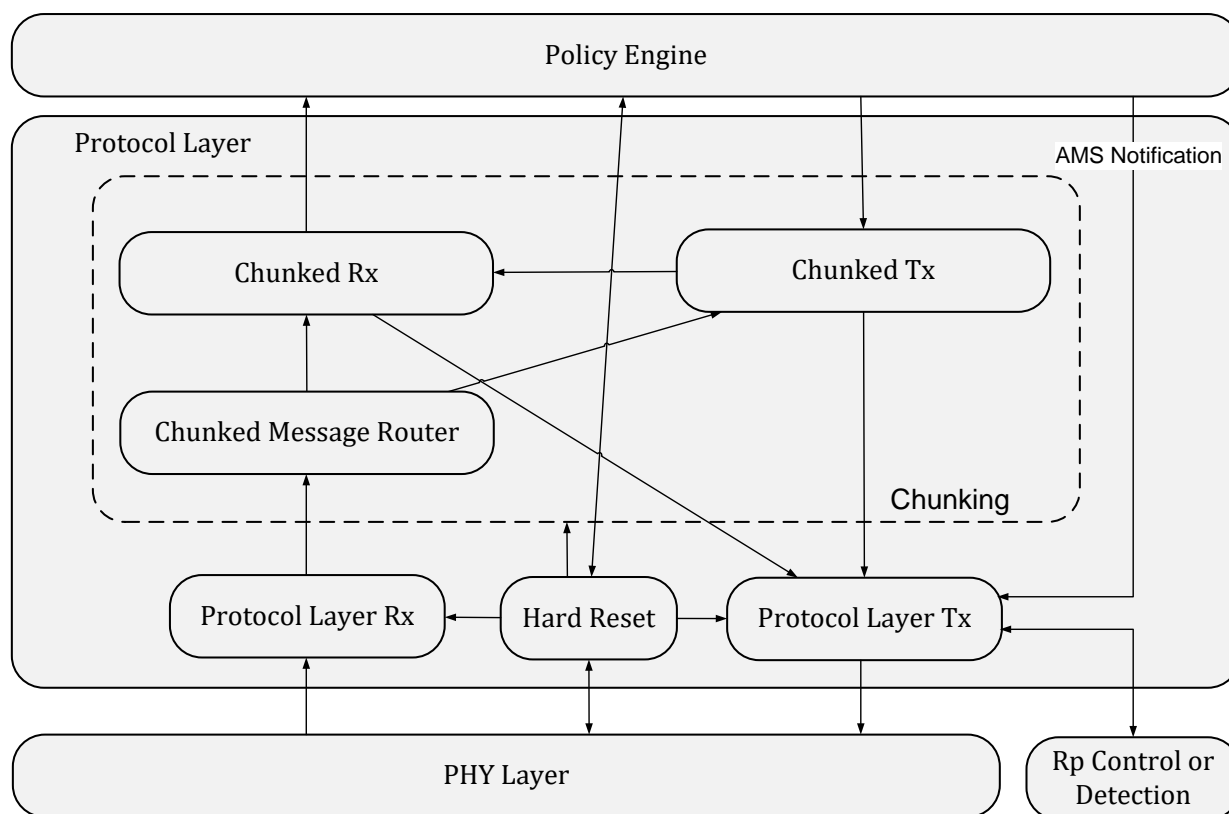 Policy Engine
Protocol Layer
AMS Notification
Chunked Rx
Chunked Tx
Chunked Message Router
Chunking
Protocol Layer Rx
Hard Reset
Protocol Layer Tx
PHY Layer
Rp Control or
Detection